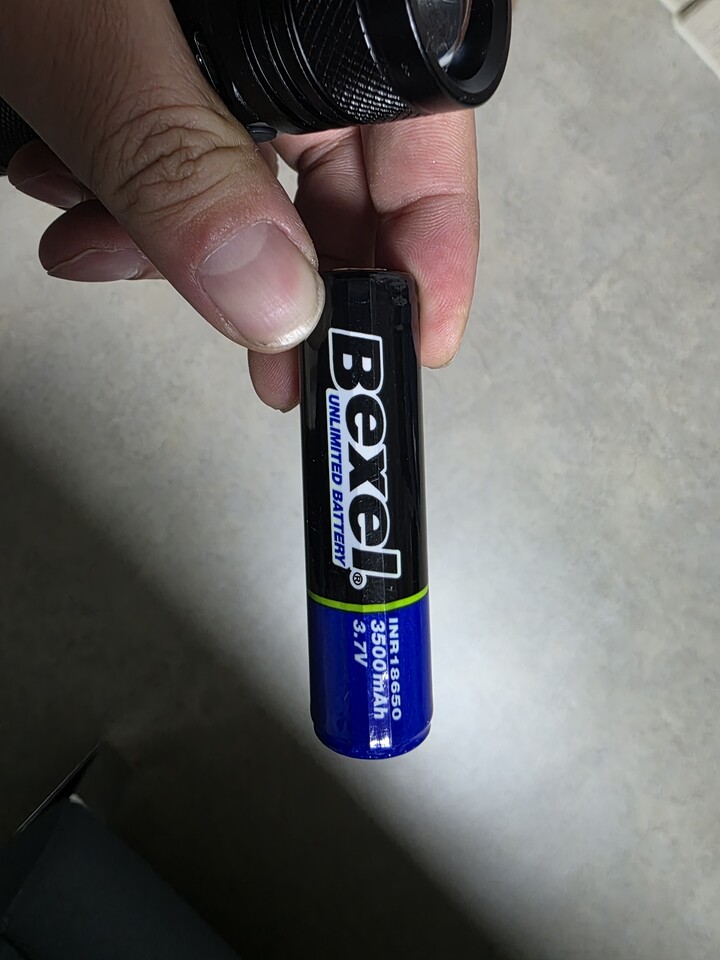 Bexel®
UNLIMITED BATTERY
INR18650
3500mAh
3.7V